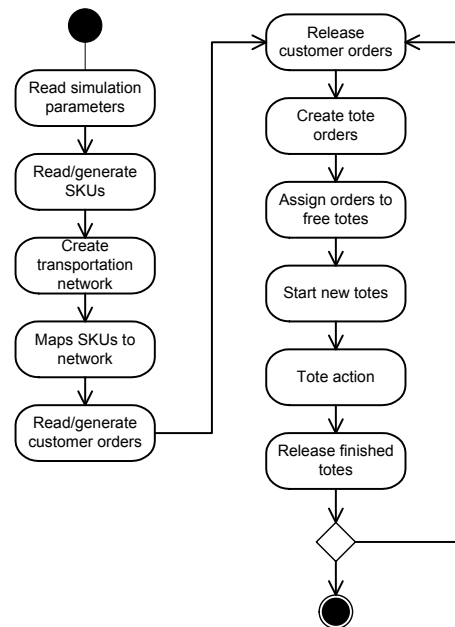 Read simulation
parameters
Read/generate
SKUs
Create
transportation
network
Maps SKUs to
network
Read/generate
customer orders
Release
customer orders
Create tote
orders
Assign orders to
free totes
Start new totes
Tote action
Release finished
totes